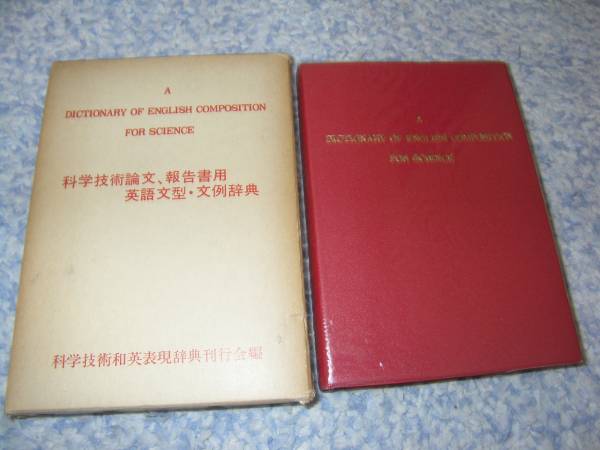 A
DICTIONARY OF ENGLISH COMPOSITION
FOR SCIENCE
科学技術論文、報告書用
英語文型・文例辞典
科学技術和英表現辞典刊行会編
A
DICTIONARY OF ENGLISH COMPOSITION
FOR SCIENCE